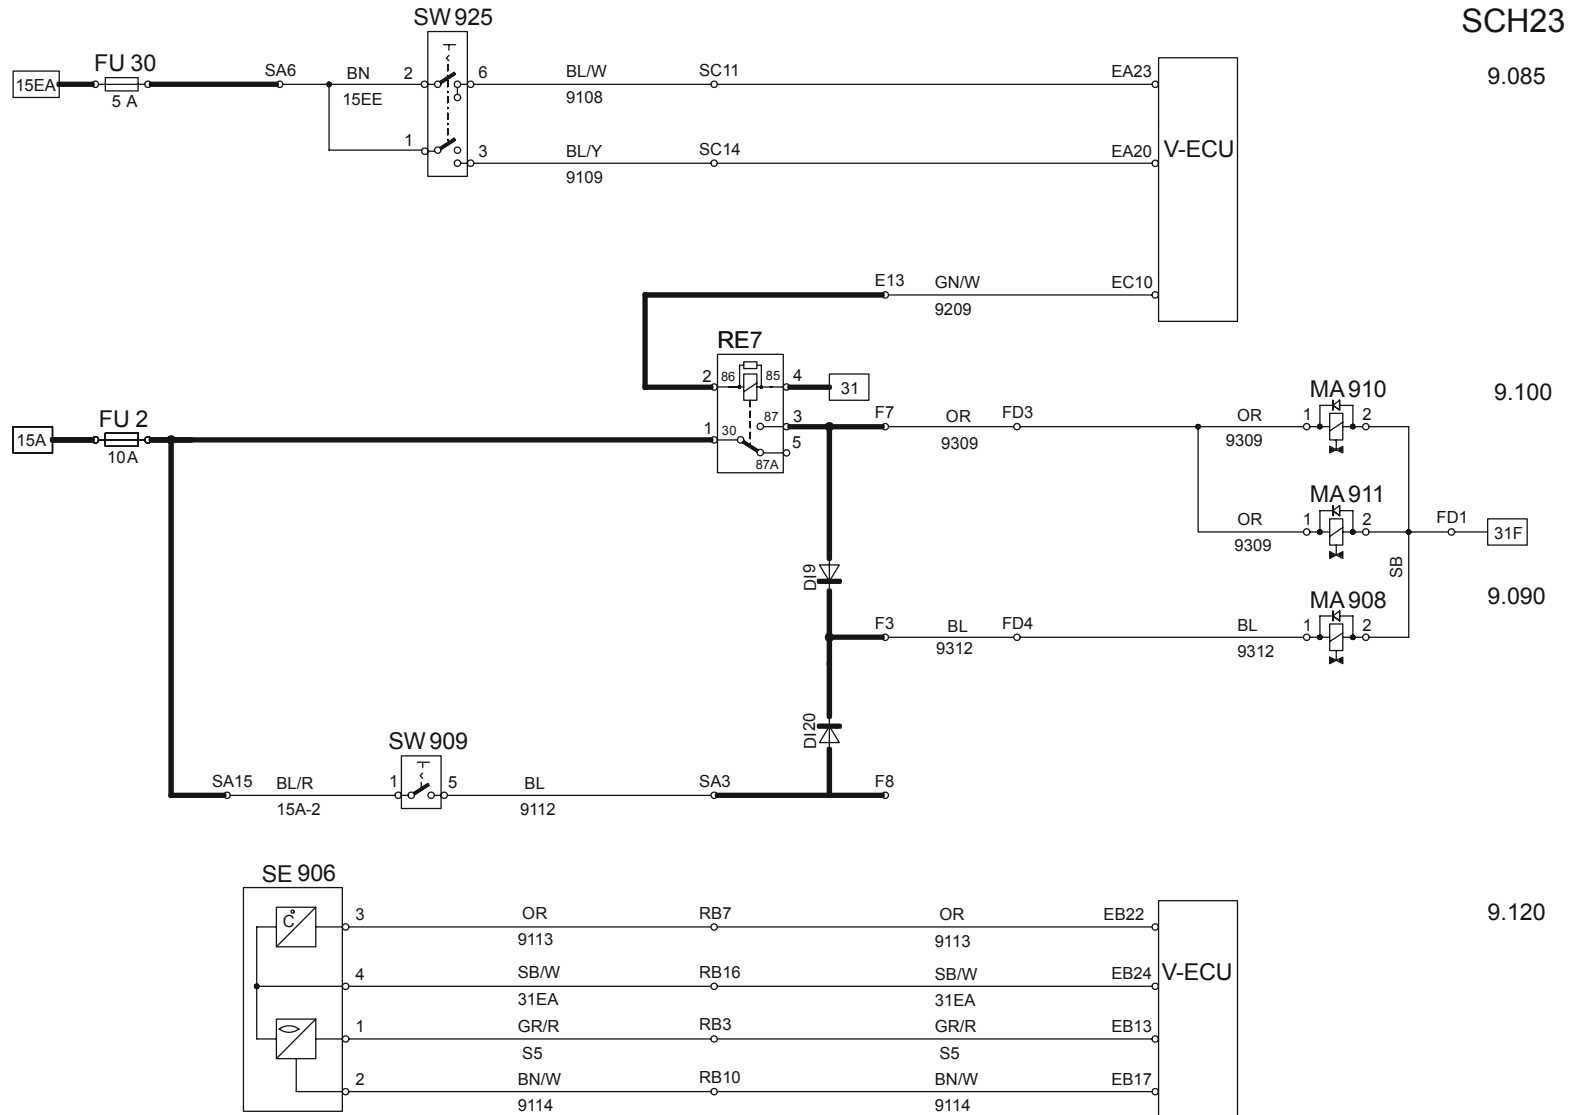 SCH23
SW 925
FU 30
SA6
BN
2
6
BL/W
SC11
EA23
9.085
15EA
5 A
15EE
9108
1
3
BL/Y
SC14
EA20
V-ECU
9109
E13
GN/W
EC10
9209
RE7
2
86
85
4
31
MA 910
9.100
FU 2
F7
OR
FD3
OR
1
2
15A
10A
1
30
87
3
5
87A
9309
9309
MA 911
OR
1
2
FD1
31F
9309
SB
DI9
MA 908
9.090
F3
BL
FD4
BL
1
2
9312
9312
DI20
SW 909
SA15
BL/R
1
5
BL
SA3
F8
15A-2
9112
SE 906
C°
3
OR
RB7
OR
EB22
9.120
9113
9113
4
SB/W
RB16
SB/W
EB24
V-ECU
31EA
31EA
1
GR/R
RB3
GR/R
EB13
S5
S5
2
BN/W
RB10
BN/W
EB17
9114
9114